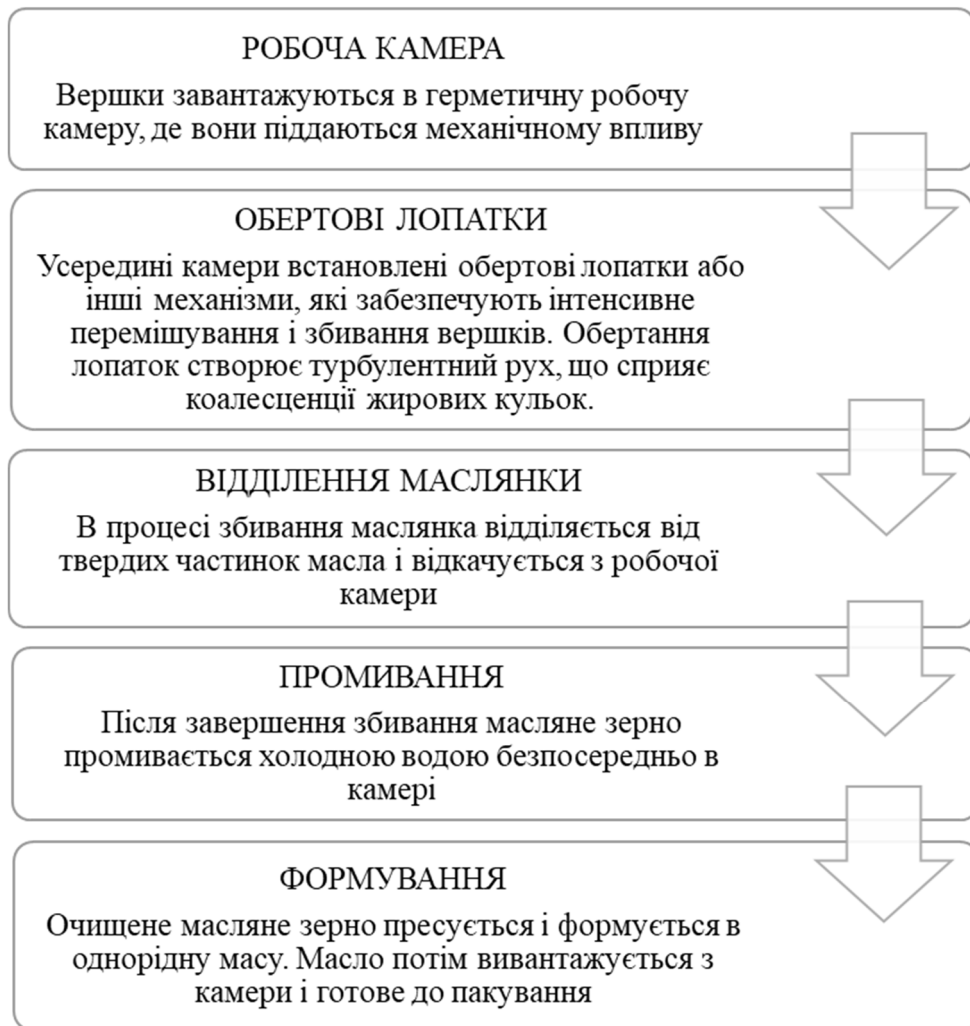 РОБОЧА КАМЕРА
Вершки завантажуються в герметичну робочу
камеру, де вони піддаються механічному впливу
ОБЕРТОВІ ЛОПАТКИ
Усередині камери встановлені обертові лопатки або
інші механізми, які забезпечують інтенсивне
перемішування і збивання вершків. Обертання
лопаток створює турбулентний рух, що сприяє
коалесценції жирових кульок.
ВІДДІЛЕННЯ МАСЛЯНКИ
В процесі збивання маслянка відділяється від
твердих частинок масла і відкачується з робочої
камери
ПРОМИВАННЯ
Після завершення збивання масляне зерно
промивається холодною водою безпосередньо в
камері
ФОРМУВАННЯ
Очищене масляне зерно пресується і формується в
однорідну масу. Масло потім вивантажується з
камери і готове до пакування